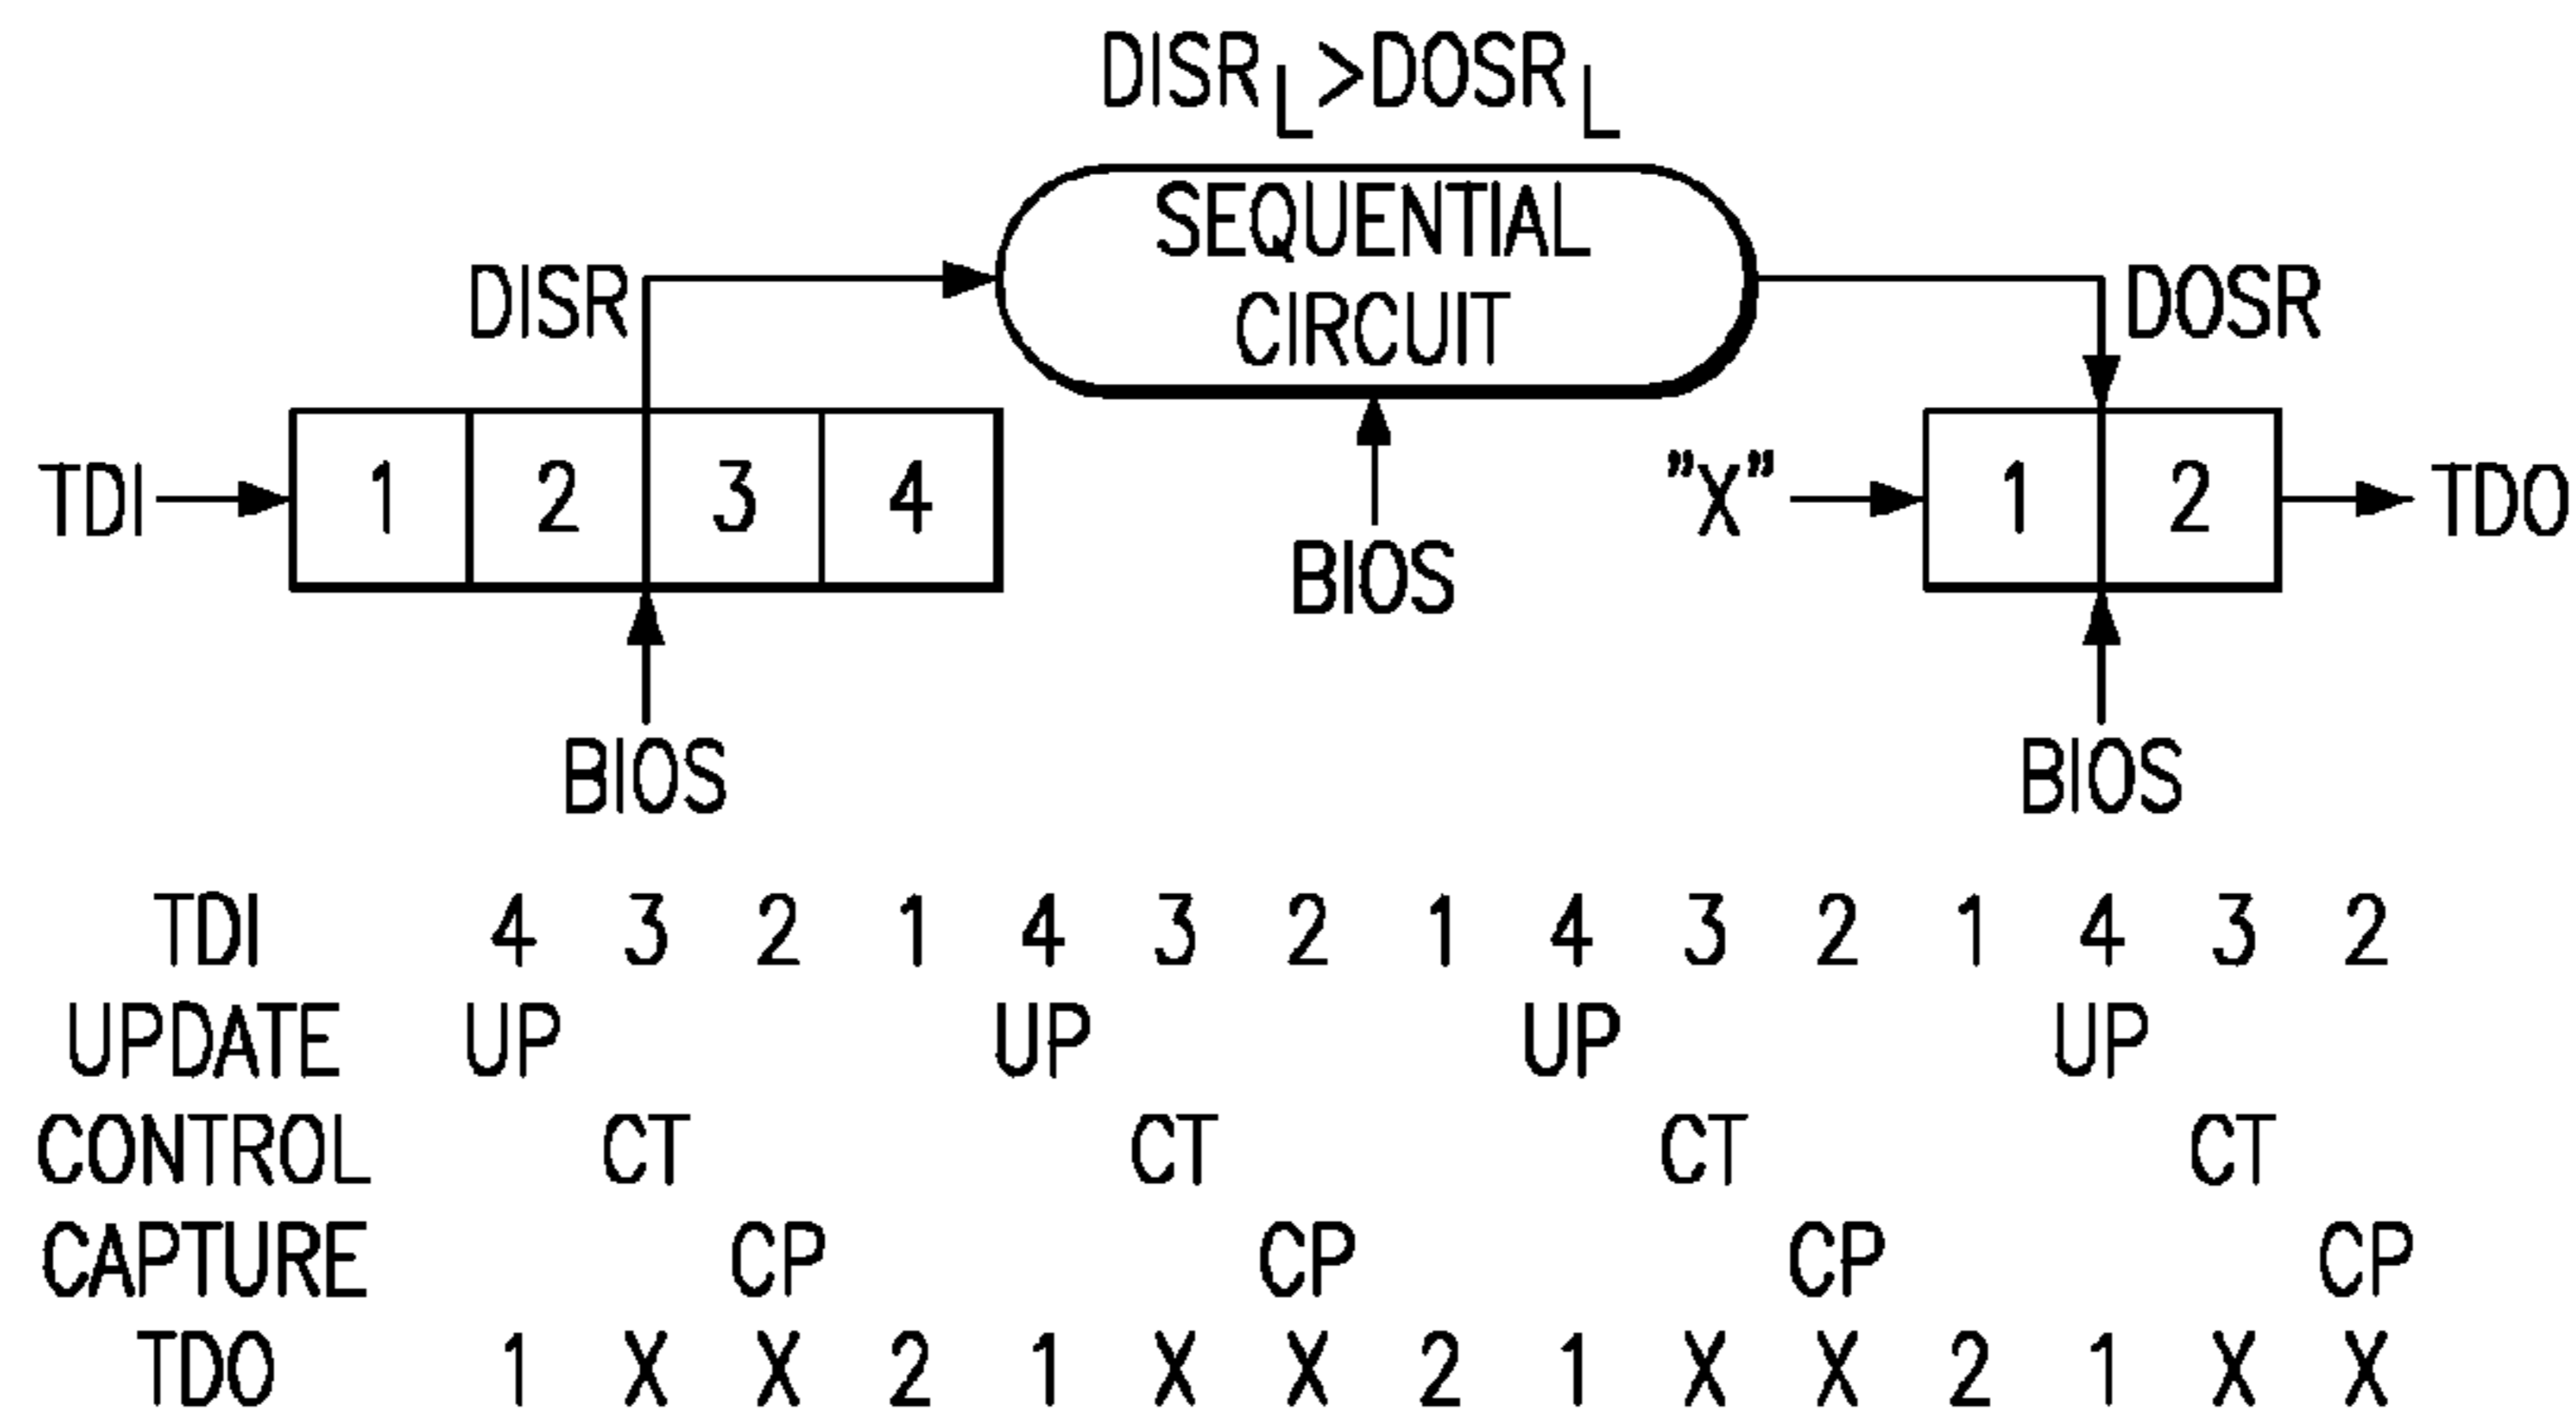 DISRL>DOSRL
SEQUENTIAL
CIRCUIT
DISR
DOSR
TDI
1 2 3 4
"X"
1 2
TDO
BIOS
BIOS
BIOS
TDI 4 3 2 1 4 3 2 1 4 3 2 1 4 3 2
UPDATE UP UP UP UP
CONTROL CT CT CT CT
CAPTURE CP CP CP CP
TDO 1 X X 2 1 X X 2 1 X X 2 1 X X